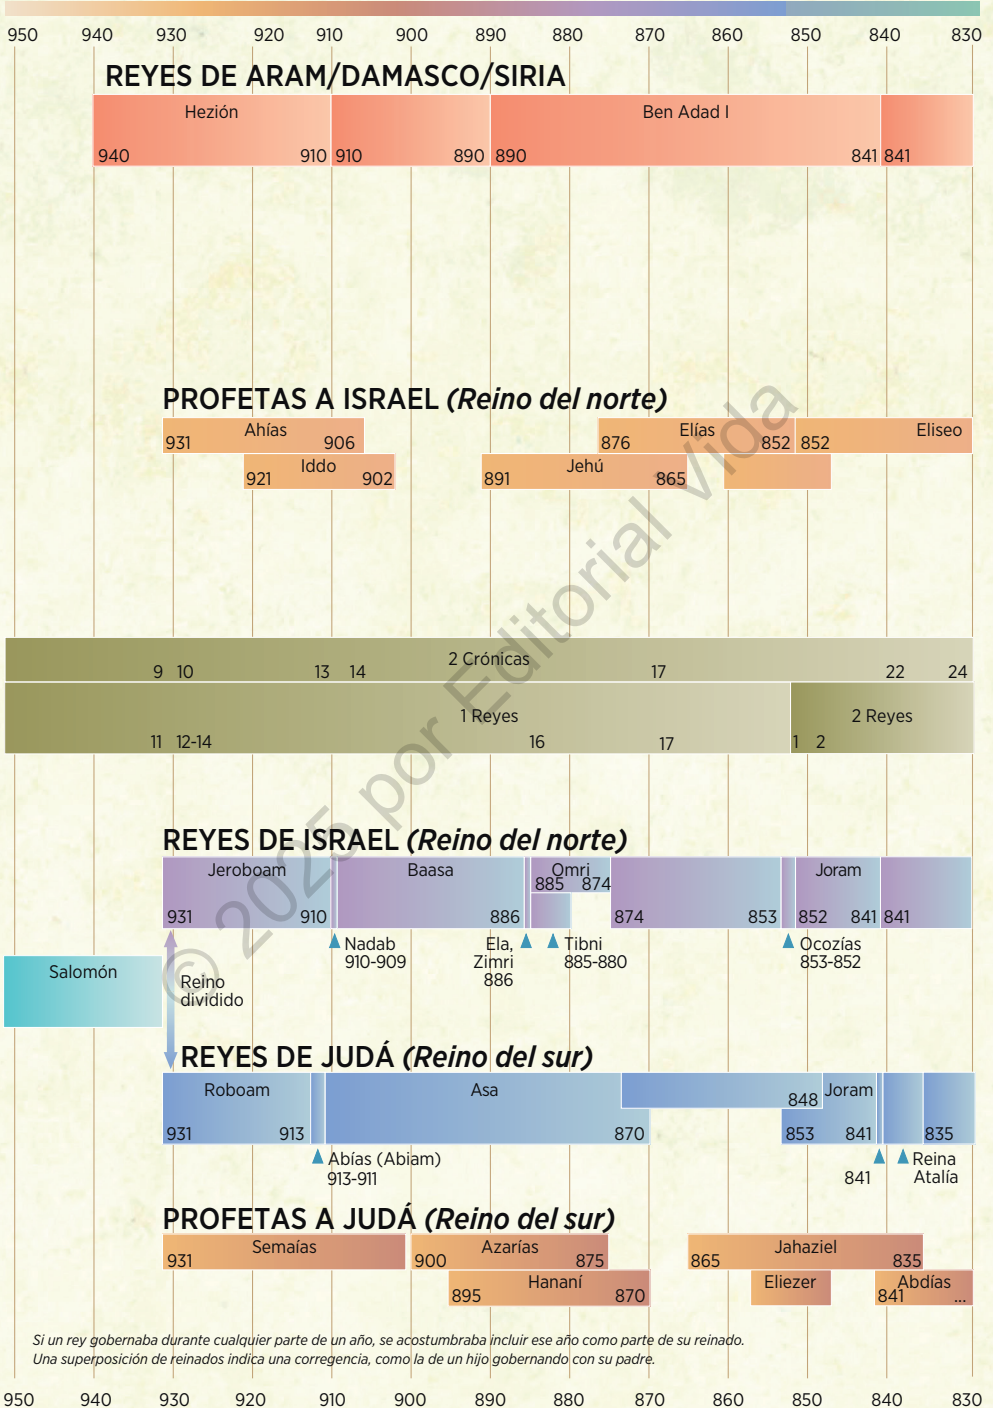 950 940 930 920 910 900 890 880 870 860 850 840 830
REYES DE ARAM/DAMASCO/SIRIA
Hezión Ben Adad I
940 910 910 890 890 841 841
PROFETAS A ISRAEL (Reino del norte)
Ahías Elías Eliseo
931 906 876 852 852
Iddo Jehú
921 902 891 865
2 Crónicas
9 10 13 14 17 22 24
1 Reyes 2 Reyes
11 12-14 16 17 1 2
REYES DE ISRAEL (Reino del norte)
Jeroboam Baasa Omri Joram
885 874
931 910 886 874 853 852 841 841
Nadab
910-909
Ela,
Zimri
886
Tibni
885-880
Ocozías
853-852
Salomón
Reino
dividido
REYES DE JUDÁ (Reino del sur)
Roboam Asa Joram
848
931 913 870 853 841 835
Abías (Abiam)
913-911
841
Reina
Atalía
PROFETAS A JUDÁ (Reino del sur)
Semaías Azarías Jahaziel
931 900 875 865 835
Hananí Eliezer Abdías
895 870 841 ...
Si un rey gobernaba durante cualquier parte de un año, se acostumbraba incluir ese año como parte de su reinado.
Una superposición de reinados indica una corregencia, como la de un hijo gobernando con su padre.
950 940 930 920 910 900 890 880 870 860 850 840 830
© 2025 por Editorial Vida